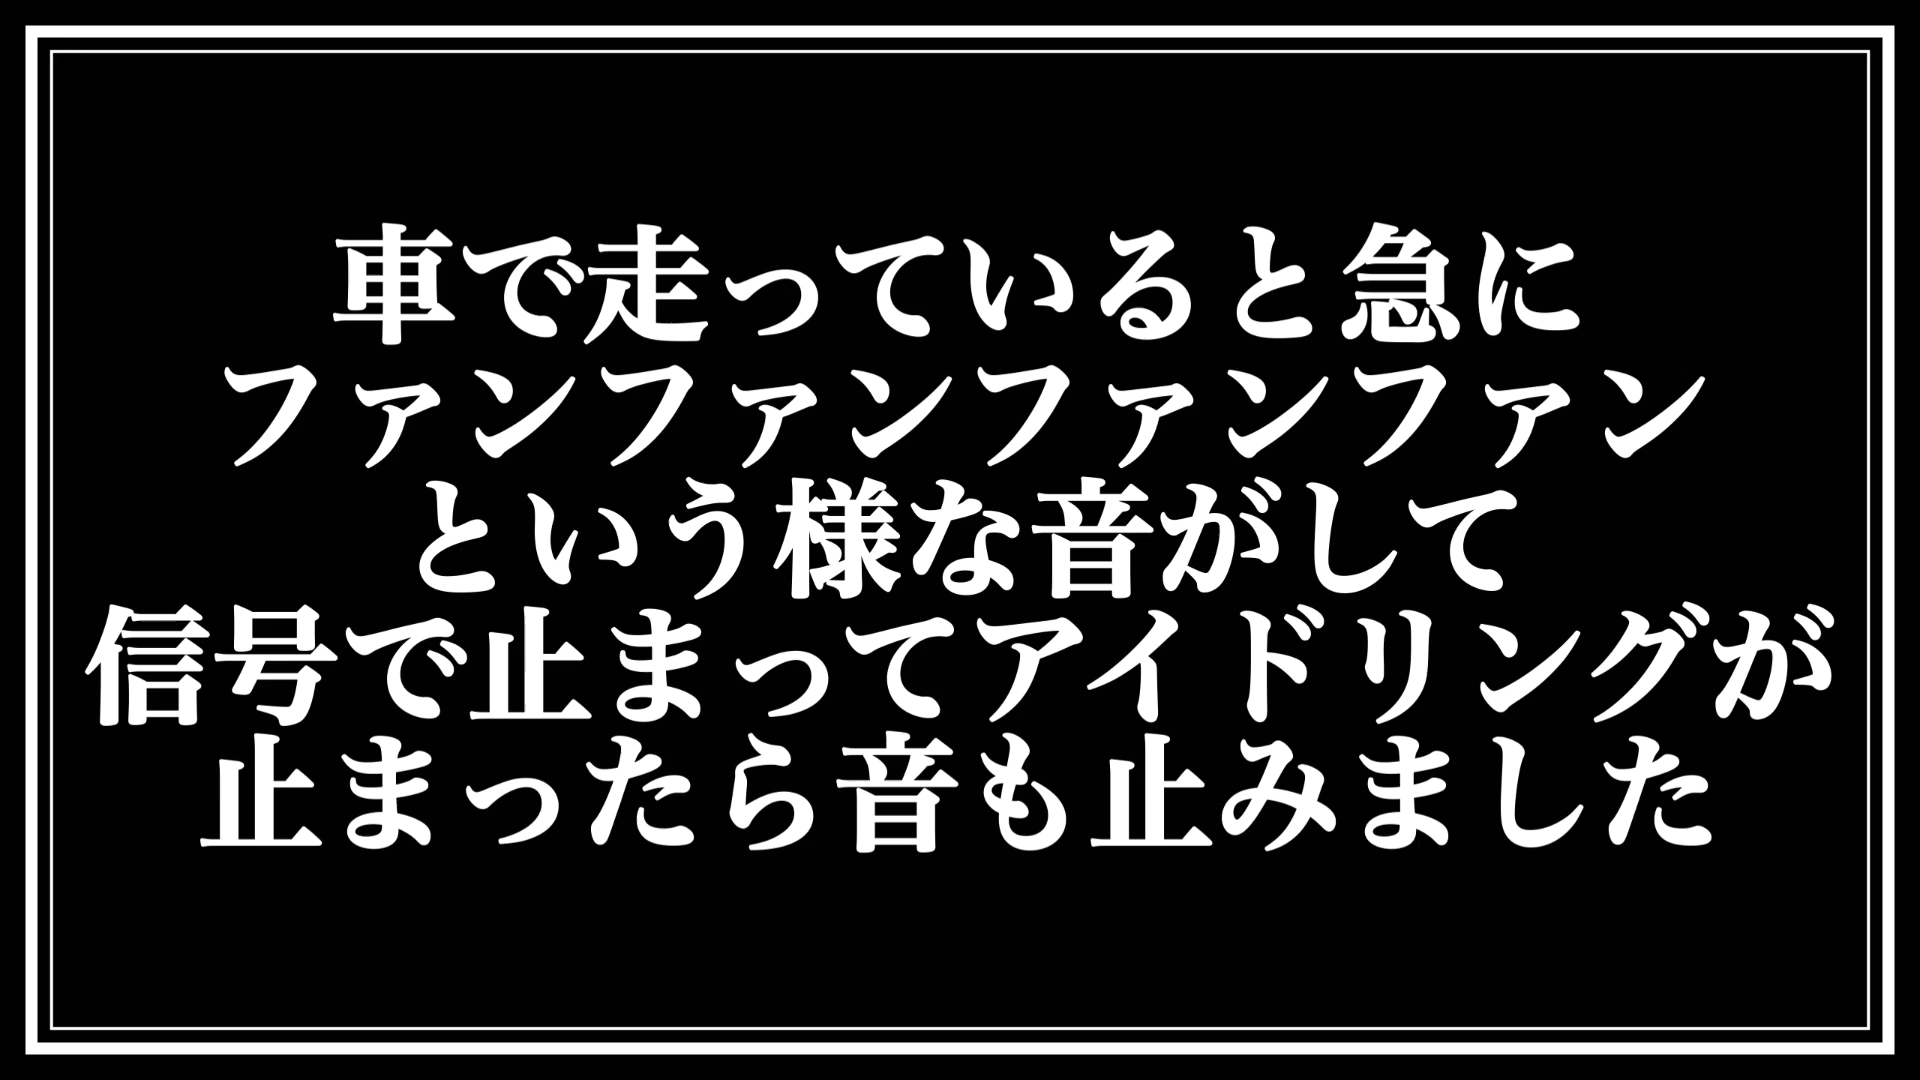 車で走っていると急に
ファンファンファンファン
という様な音がして
信号で止まってアイドリングが
止まったら音も止みました